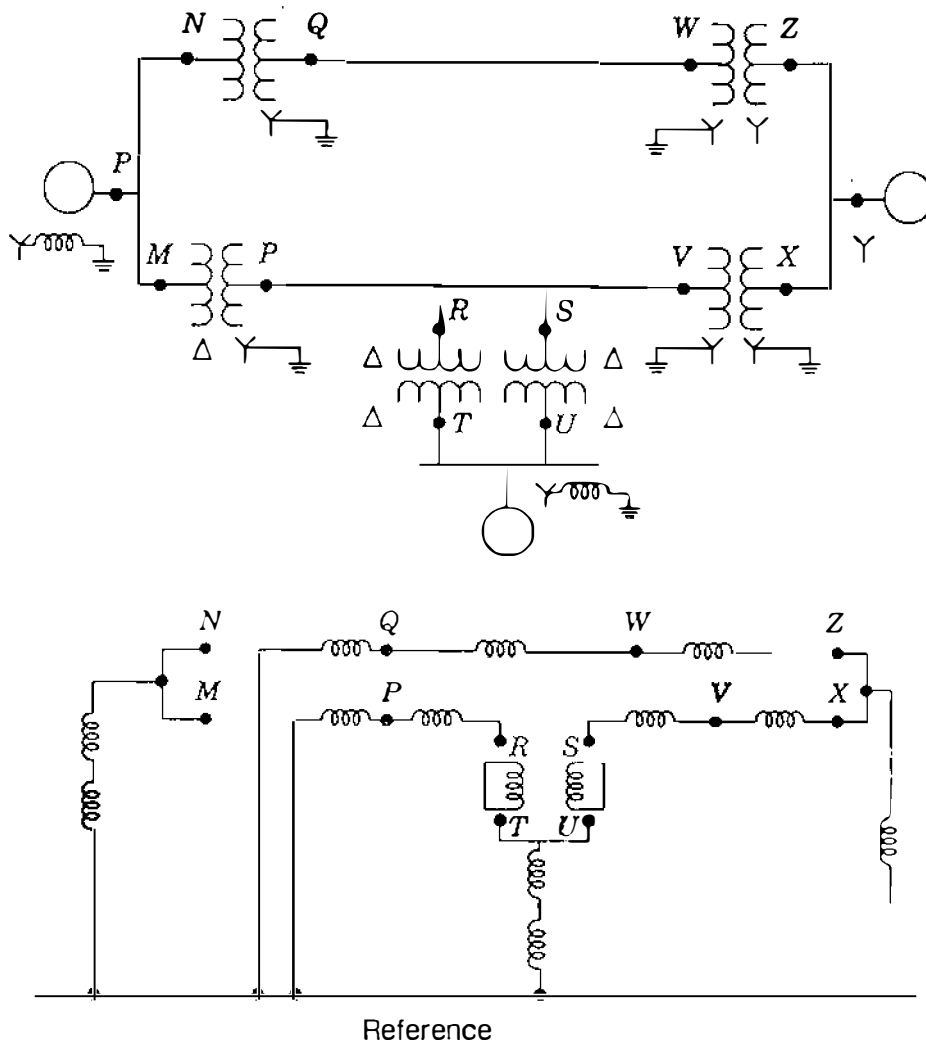 N Q W Z
P
M P V X
R S
Δ Δ Δ
Δ T U Δ
N Q W Z
M P V X
R S
T U
Reference